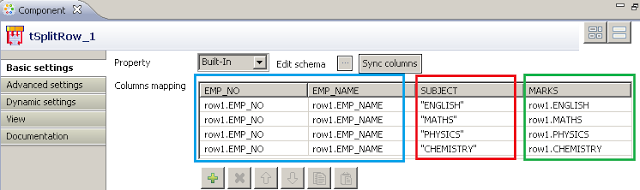 Component
tSplitRow_1
Basic settings
Advanced settings
Dynamic settings
View
Documentation
Property Built-In Edit schema ... Sync columns
Columns mapping
EMP_NO EMP_NAME SUBJECT MARKS
row1.EMP_NO row1.EMP_NAME "ENGLISH" row1.ENGLISH
row1.EMP_NO row1.EMP_NAME "MATHS" row1.MATHS
row1.EMP_NO row1.EMP_NAME "PHYSICS" row1.PHYSICS
row1.EMP_NO row1.EMP_NAME "CHEMISTRY" row1.CHEMISTRY